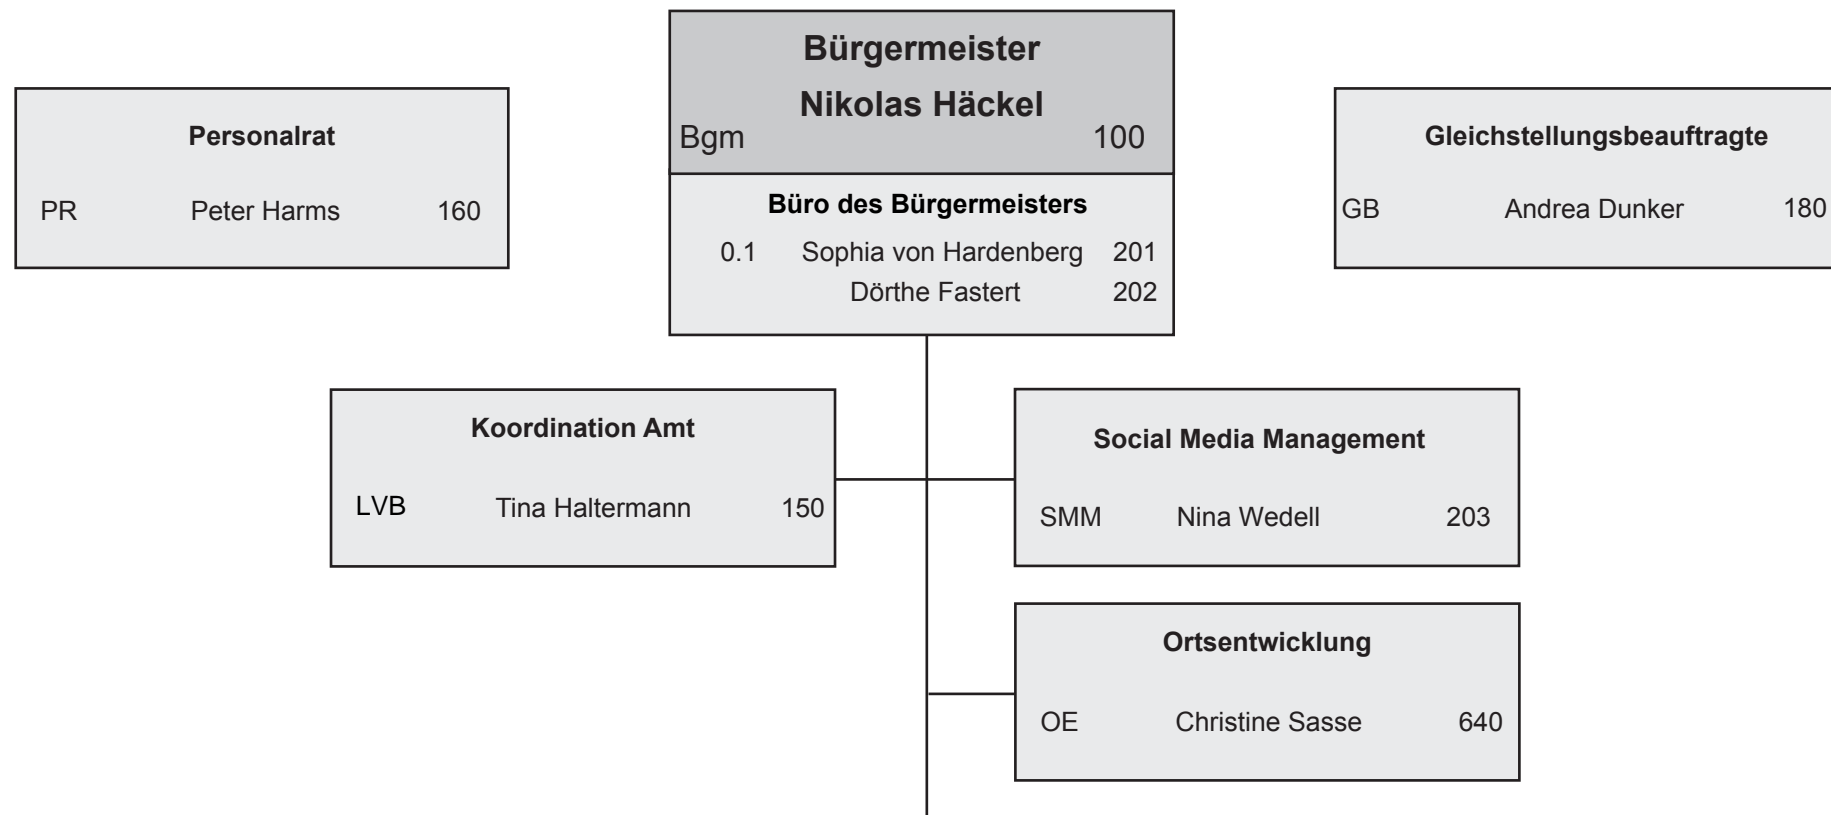 Bürgermeister
Nikolas Häckel
Bgm 100
Büro des Bürgermeisters
0.1 Sophia von Hardenberg 201
Dörthe Fastert 202
Personalrat
PR Peter Harms 160
Gleichstellungsbeauftragte
GB Andrea Dunker 180
Koordination Amt
LVB Tina Haltermann 150
Social Media Management
SMM Nina Wedell 203
Ortsentwicklung
OE Christine Sasse 640